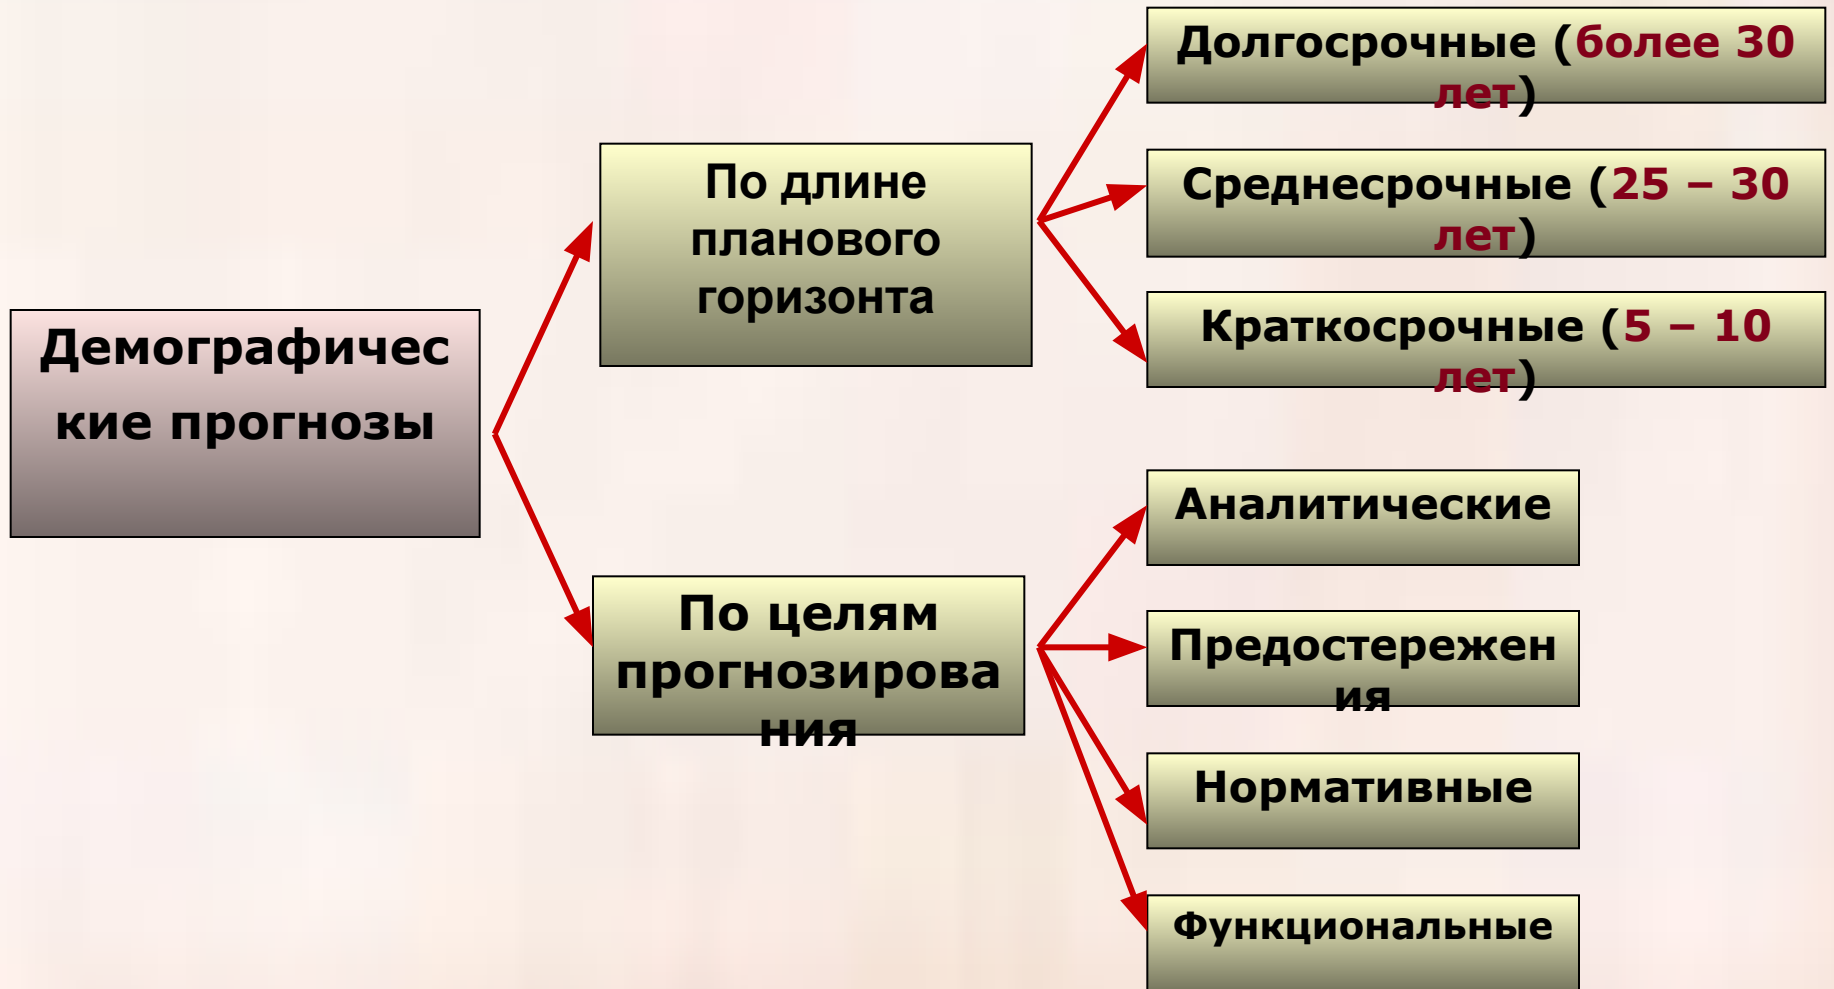 Долгосрочные (более 30
лет)
Среднесрочные (25 – 30
лет)
Краткосрочные (5 – 10
лет)
По длине
планового
горизонта
Демографичес
кие прогнозы
По целям
прогнозирова
ния
Аналитические
Предостережен
ия
Нормативные
Функциональные